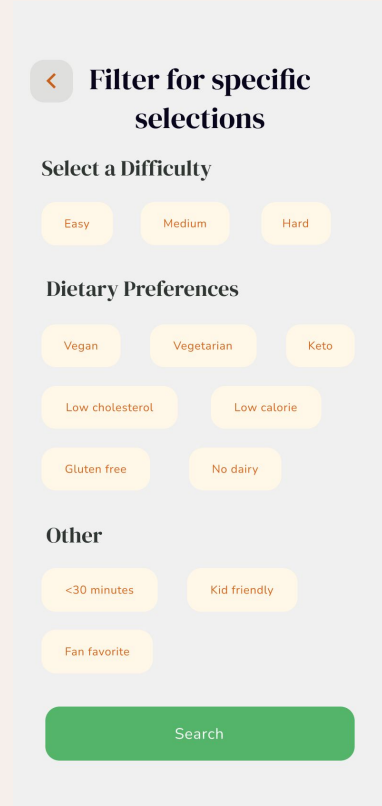 Filter for specific
selections
Select a Difficulty
Easy Medium Hard
Dietary Preferences
Vegan Vegetarian Keto
Low cholesterol Low calorie
Gluten free No dairy
Other
<30 minutes Kid friendly
Fan favorite
Search